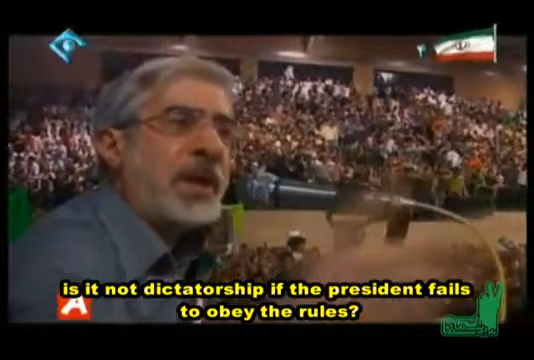 is it not dictatorship if the president fails
to obey the rules?
A